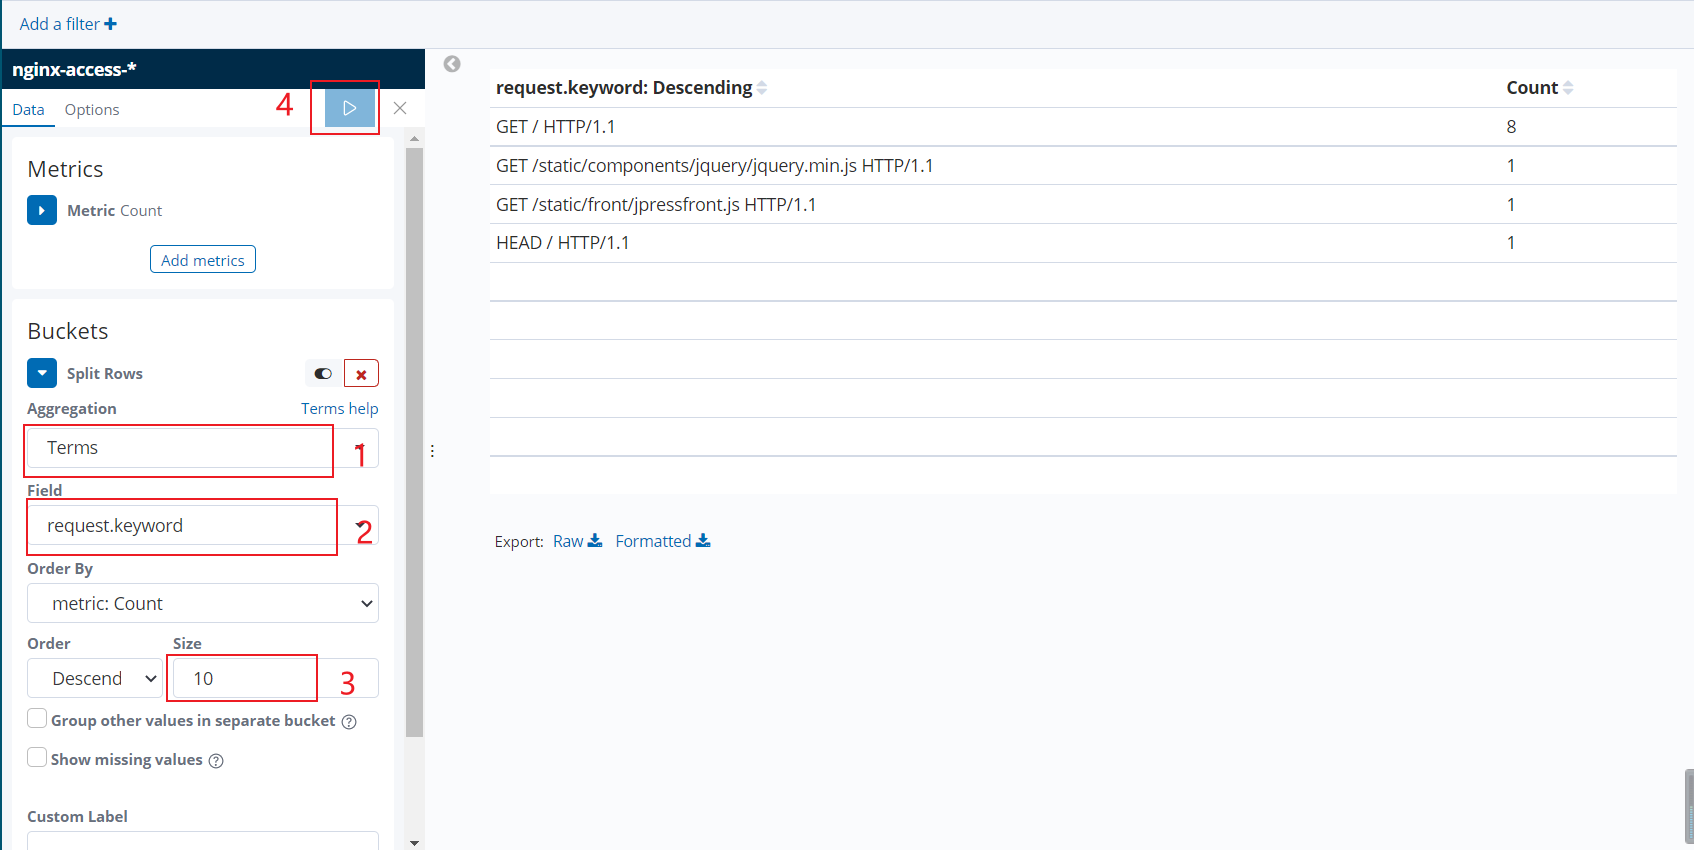 Add a filter
nginx-access-*
Data Options 4
Metrics
Metric Count
Add metrics
Buckets
Split Rows
Aggregation Terms help
Terms 1
Field
request.keyword 2
Order By
metric: Count
Order Size
Descend 10 3
Group other values in separate bucket ?
Show missing values ?
Custom Label
request.keyword: Descending Count
GET / HTTP/1.1 8
GET /static/components/jquery/jquery.min.js HTTP/1.1 1
GET /static/front/jpressfront.js HTTP/1.1 1
HEAD / HTTP/1.1 1
Export: Raw Formatted